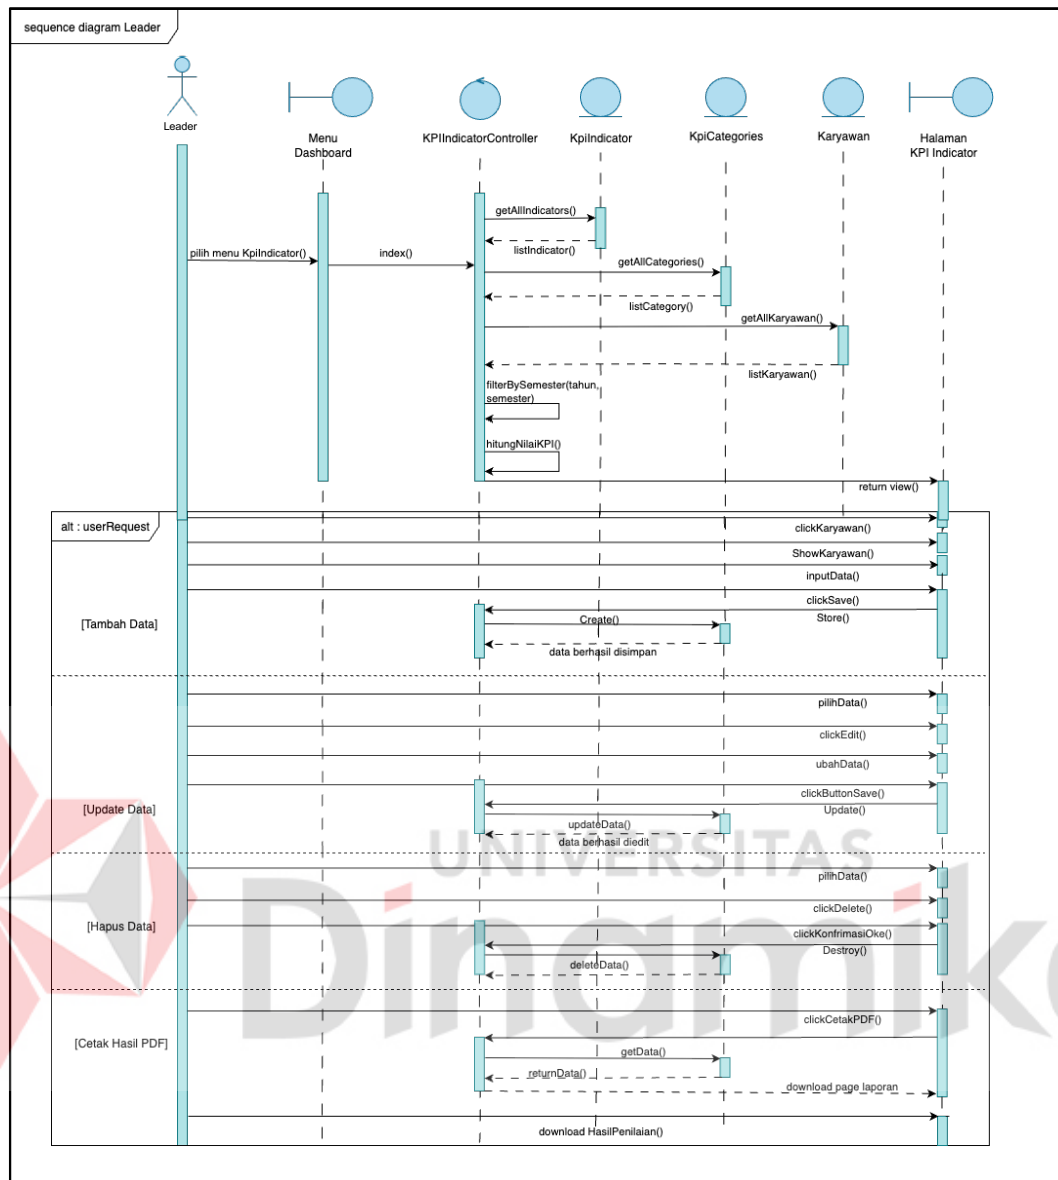 sequence diagram Leader
Leader
Menu
Dashboard
KPIIndicatorController
KpiIndicator
KpiCategories
Karyawan
Halaman
KPI Indicator
getAllIndicators()
listIndicator()
pilih menu KpiIndicator()
index()
getAllCategories()
listCategory()
getAllKaryawan()
listKaryawan()
filterBySemester(tahun,
semester)
hitungNilaiKPI()
return view()
alt : userRequest
clickKaryawan()
ShowKaryawan()
inputData()
clickSave()
[Tambah Data]
Create()
Store()
data berhasil disimpan
pilihData()
clickEdit()
ubahData()
clickButtonSave()
[Update Data]
Update()
updateData()
data berhasil diedit
UNIVERSITAS
pilihData()
Dinamika
clickDelete()
[Hapus Data]
clickKonfrimasiOke()
Destroy()
deleteData()
clickCetakPDF()
[Cetak Hasil PDF]
getData()
returnData()
download page laporan
download HasilPenilaian()